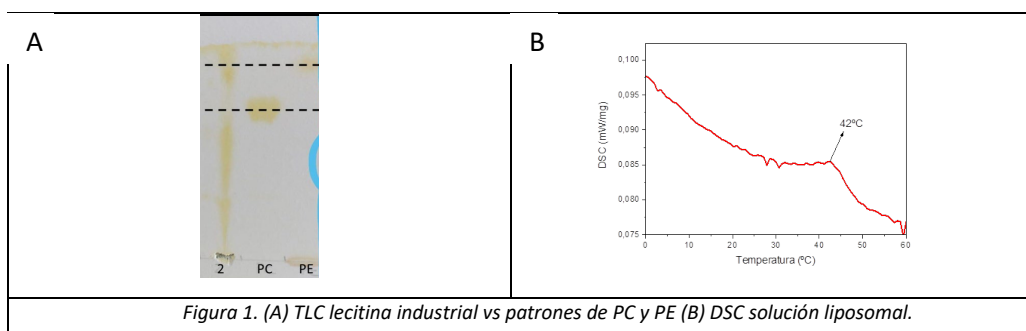 A
2 PC PE
B
0,100
0,095
0,090
0,085
0,080
0,075
DSC (mW/mg)
42ºC
0 10 20 30 40 50 60
Temperatura (ºC)
Figura 1. (A) TLC lecitina industrial vs patrones de PC y PE (B) DSC solución liposomal.